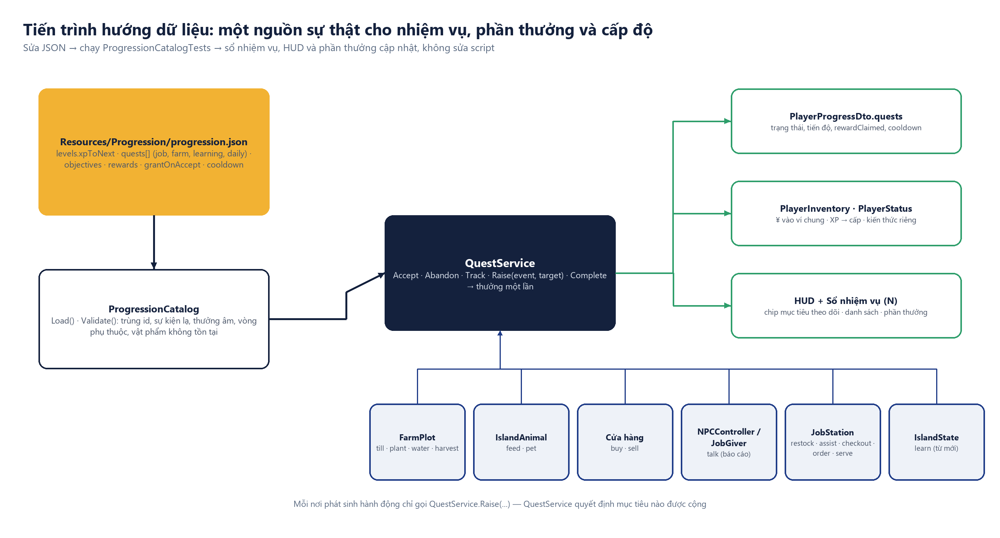 Tiến trình hướng dữ liệu: một nguồn sự thật cho nhiệm vụ, phần thưởng và cấp độ
Sửa JSON → chạy ProgressionCatalogTests → sổ nhiệm vụ, HUD và phần thưởng cập nhật, không sửa script
Resources/Progression/progression.json
levels.xpToNext · quests[] (job, farm, learning, daily) ·
objectives · rewards · grantOnAccept · cooldown
ProgressionCatalog
Load() · Validate(): trùng id, sự kiện lạ, thưởng âm, vòng
phụ thuộc, vật phẩm không tồn tại
QuestService
Accept · Abandon · Track · Raise(event, target) · Complete
→ thưởng một lần
PlayerProgressDto.quests
trạng thái, tiến độ, rewardClaimed, cooldown
PlayerInventory · PlayerStatus
¥ vào ví chung · XP → cấp · kiến thức riêng
HUD + Sổ nhiệm vụ (N)
chip mục tiêu theo dõi · danh sách · phần thưởng
FarmPlot
till · plant · water · harvest
IslandAnimal
feed · pet
Cửa hàng
buy · sell
NPCController /
JobGiver
talk (báo cáo)
JobStation
restock · assist · checkout ·
order · serve
IslandState
learn (từ mới)
Mỗi nơi phát sinh hành động chỉ gọi QuestService.Raise(...) — QuestService quyết định mục tiêu nào được cộng